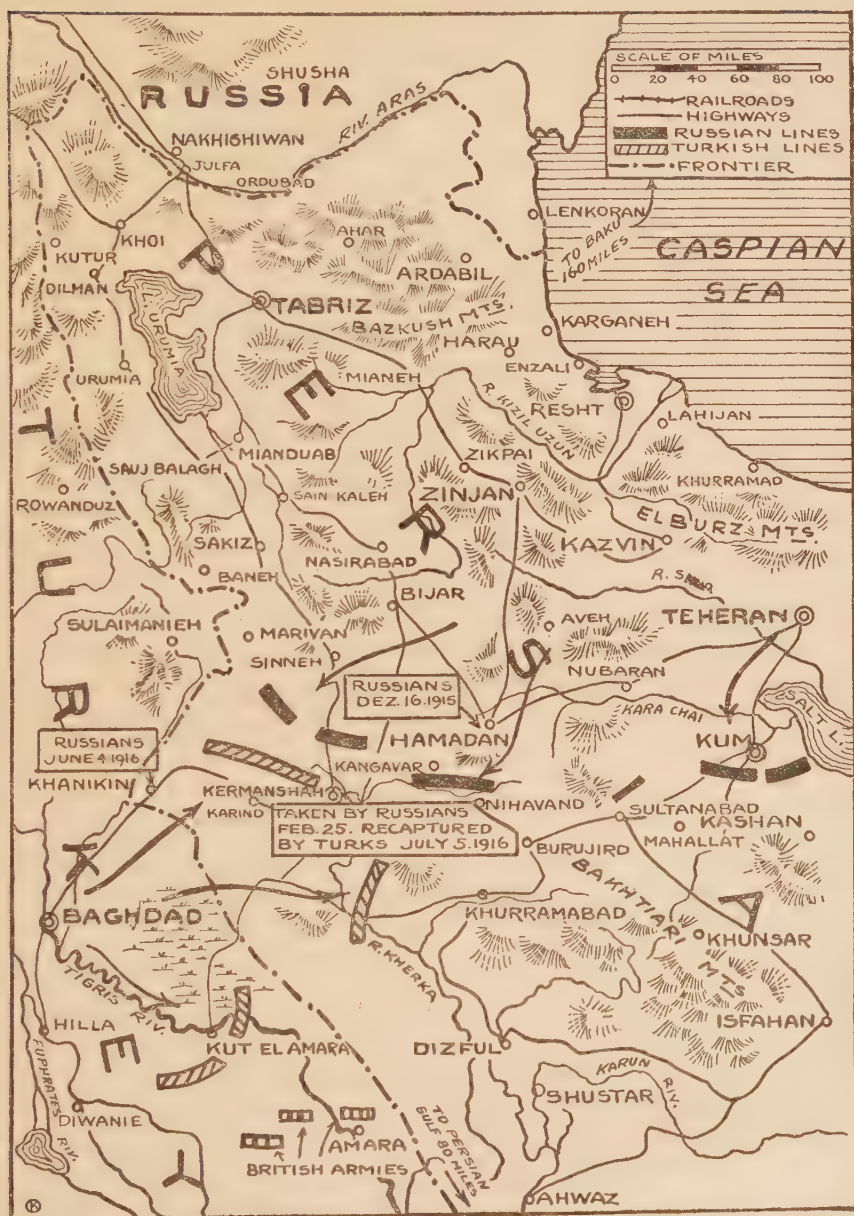 SHUSHA
RUSSIA
SCALE OF MILES
0 20 40 60 80 100
RAILROADS
HIGHWAYS
RUSSIAN LINES
TURKISH LINES
FRONTIER
RIV. ARAS
NAKHIGHIWAN
JULFA
ORDUBAD
LENKORAN
TO BAKU
160 MILES
CASPIAN
SEA
KHOI
KUTUR
DILMAN
AHAR
ARDABIL
TABRIZ
BAZKUSH MTS.
KARGANEH
HARAU
URUMIA
URUMIA
MIANEH
ENZALI
R. KIZIL UZUN
RESHT
LAHIJAN
MIANDUAB
SAUJ BALAGH
ZIKPAI
KHURRAMAD
ROWANDUZ
SAIN KALEH
ZINJAN
ELBURZ MTS.
SAKIZ
NASIRABAD
KAZVIN
BANEH
BIJAR
SULAIMANIEH
MARIVAN
SINNEH
AVEH
TEHERAN
NUBARAN
RUSSIANS
DEZ. 16. 1915
KARA CHAI
SALT L.
RUSSIANS
JUNE 4 1916
HAMADAN
KUM
KHANIKIN
KANGAVAR
KERMANSHAH
KARIND
NIHAVAND
TAKEN BY RUSSIANS
FEB. 25. RECAPTURED
BY TURKS JULY 5. 1916
SULTANABAD
KASHAN
MAHALLAT
BURUJIRD
BAKHTIARI MTS
BAGHDAD
KHURRAMABAD
KHUNSAR
R. KHERKA
TIGRIS RIV.
HILLA
KUT EL AMARA
DIZFUL
ISFAHAN
EUPHRATES RIV.
KARUN RIV.
SHUSTAR
DIWANIE
AMARA
BRITISH ARMIES
TO PERSIAN
GULF 80 MILES
AHWAZ
TURKEY
PERSIA
K